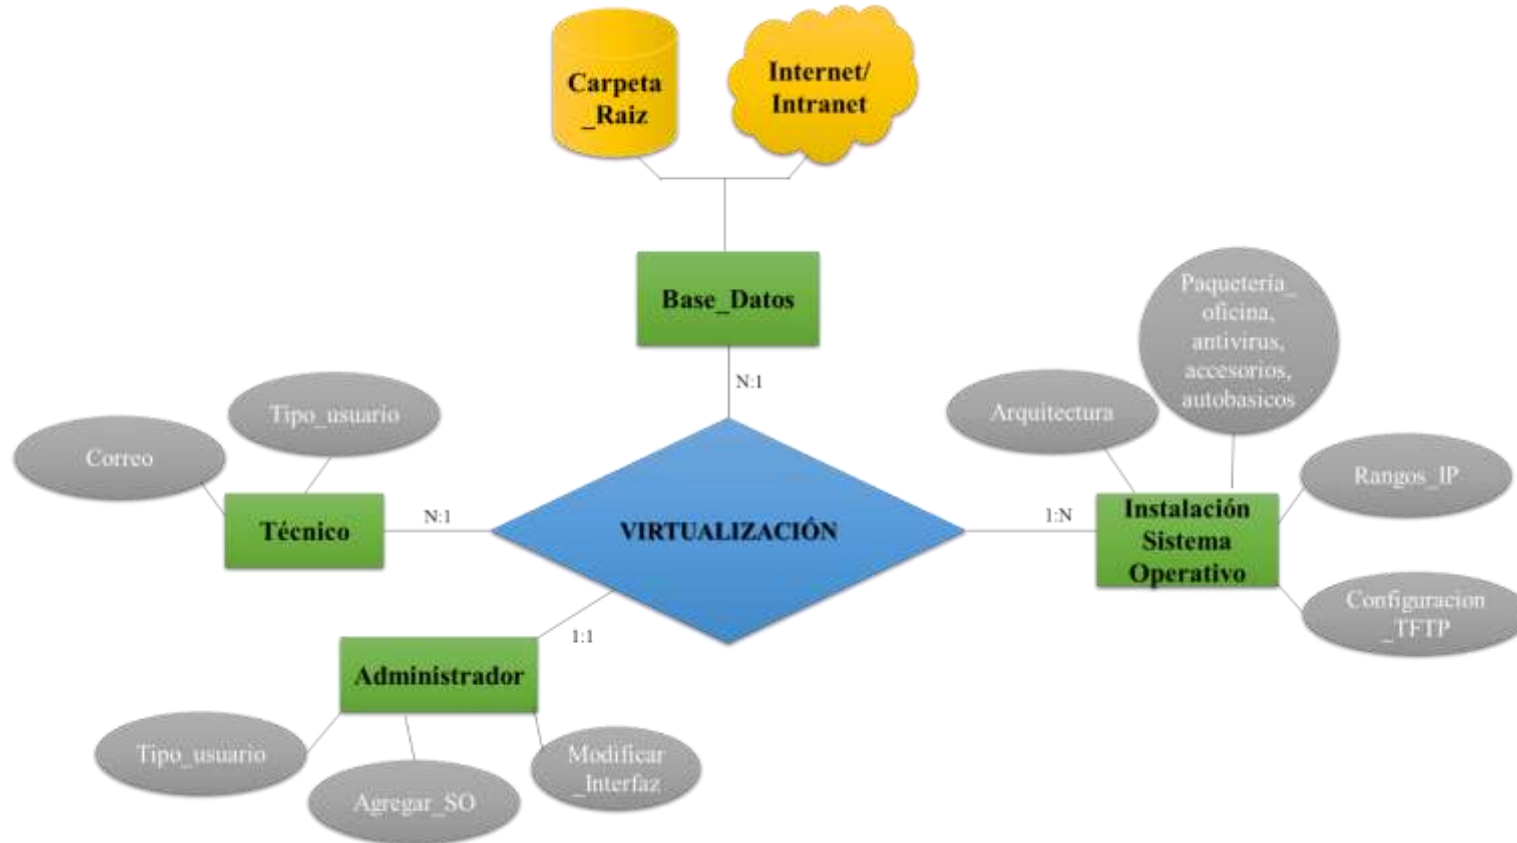 Carpeta
_Raiz
Internet/
Intranet
Base_Datos
N:1
Paquetería_
oficina,
antivirus,
accesorios,
autobasicos
Tipo_usuario
Arquitectura
Correo
Rangos_IP
Técnico
N:1
VIRTUALIZACIÓN
1:N
Instalación
Sistema
Operativo
Configuracion
_TFTP
1:1
Administrador
Tipo_usuario
Modificar
_Interfaz
Agregar_SO